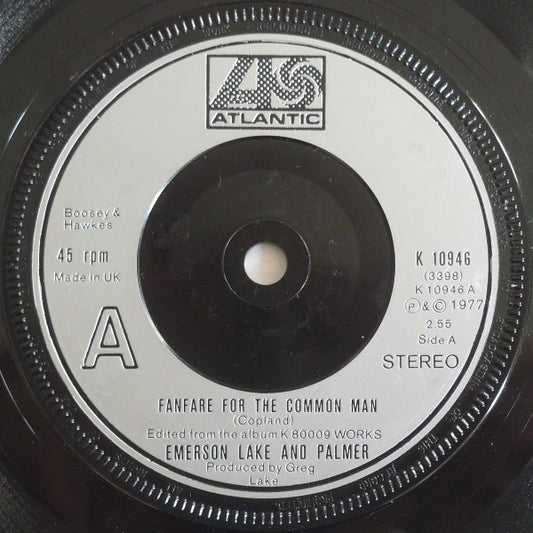 ATLANTIC
Boosey &
Hawkes
45 rpm
Made in UK
A
K 10946
(3398)
K 10946 A
Ⓟ & © 1977
2.55
Side A
STEREO
FANFARE FOR THE COMMON MAN
(Copland)
Edited from the album K 80009 WORKS
EMERSON LAKE AND PALMER
Produced by Greg
Lake